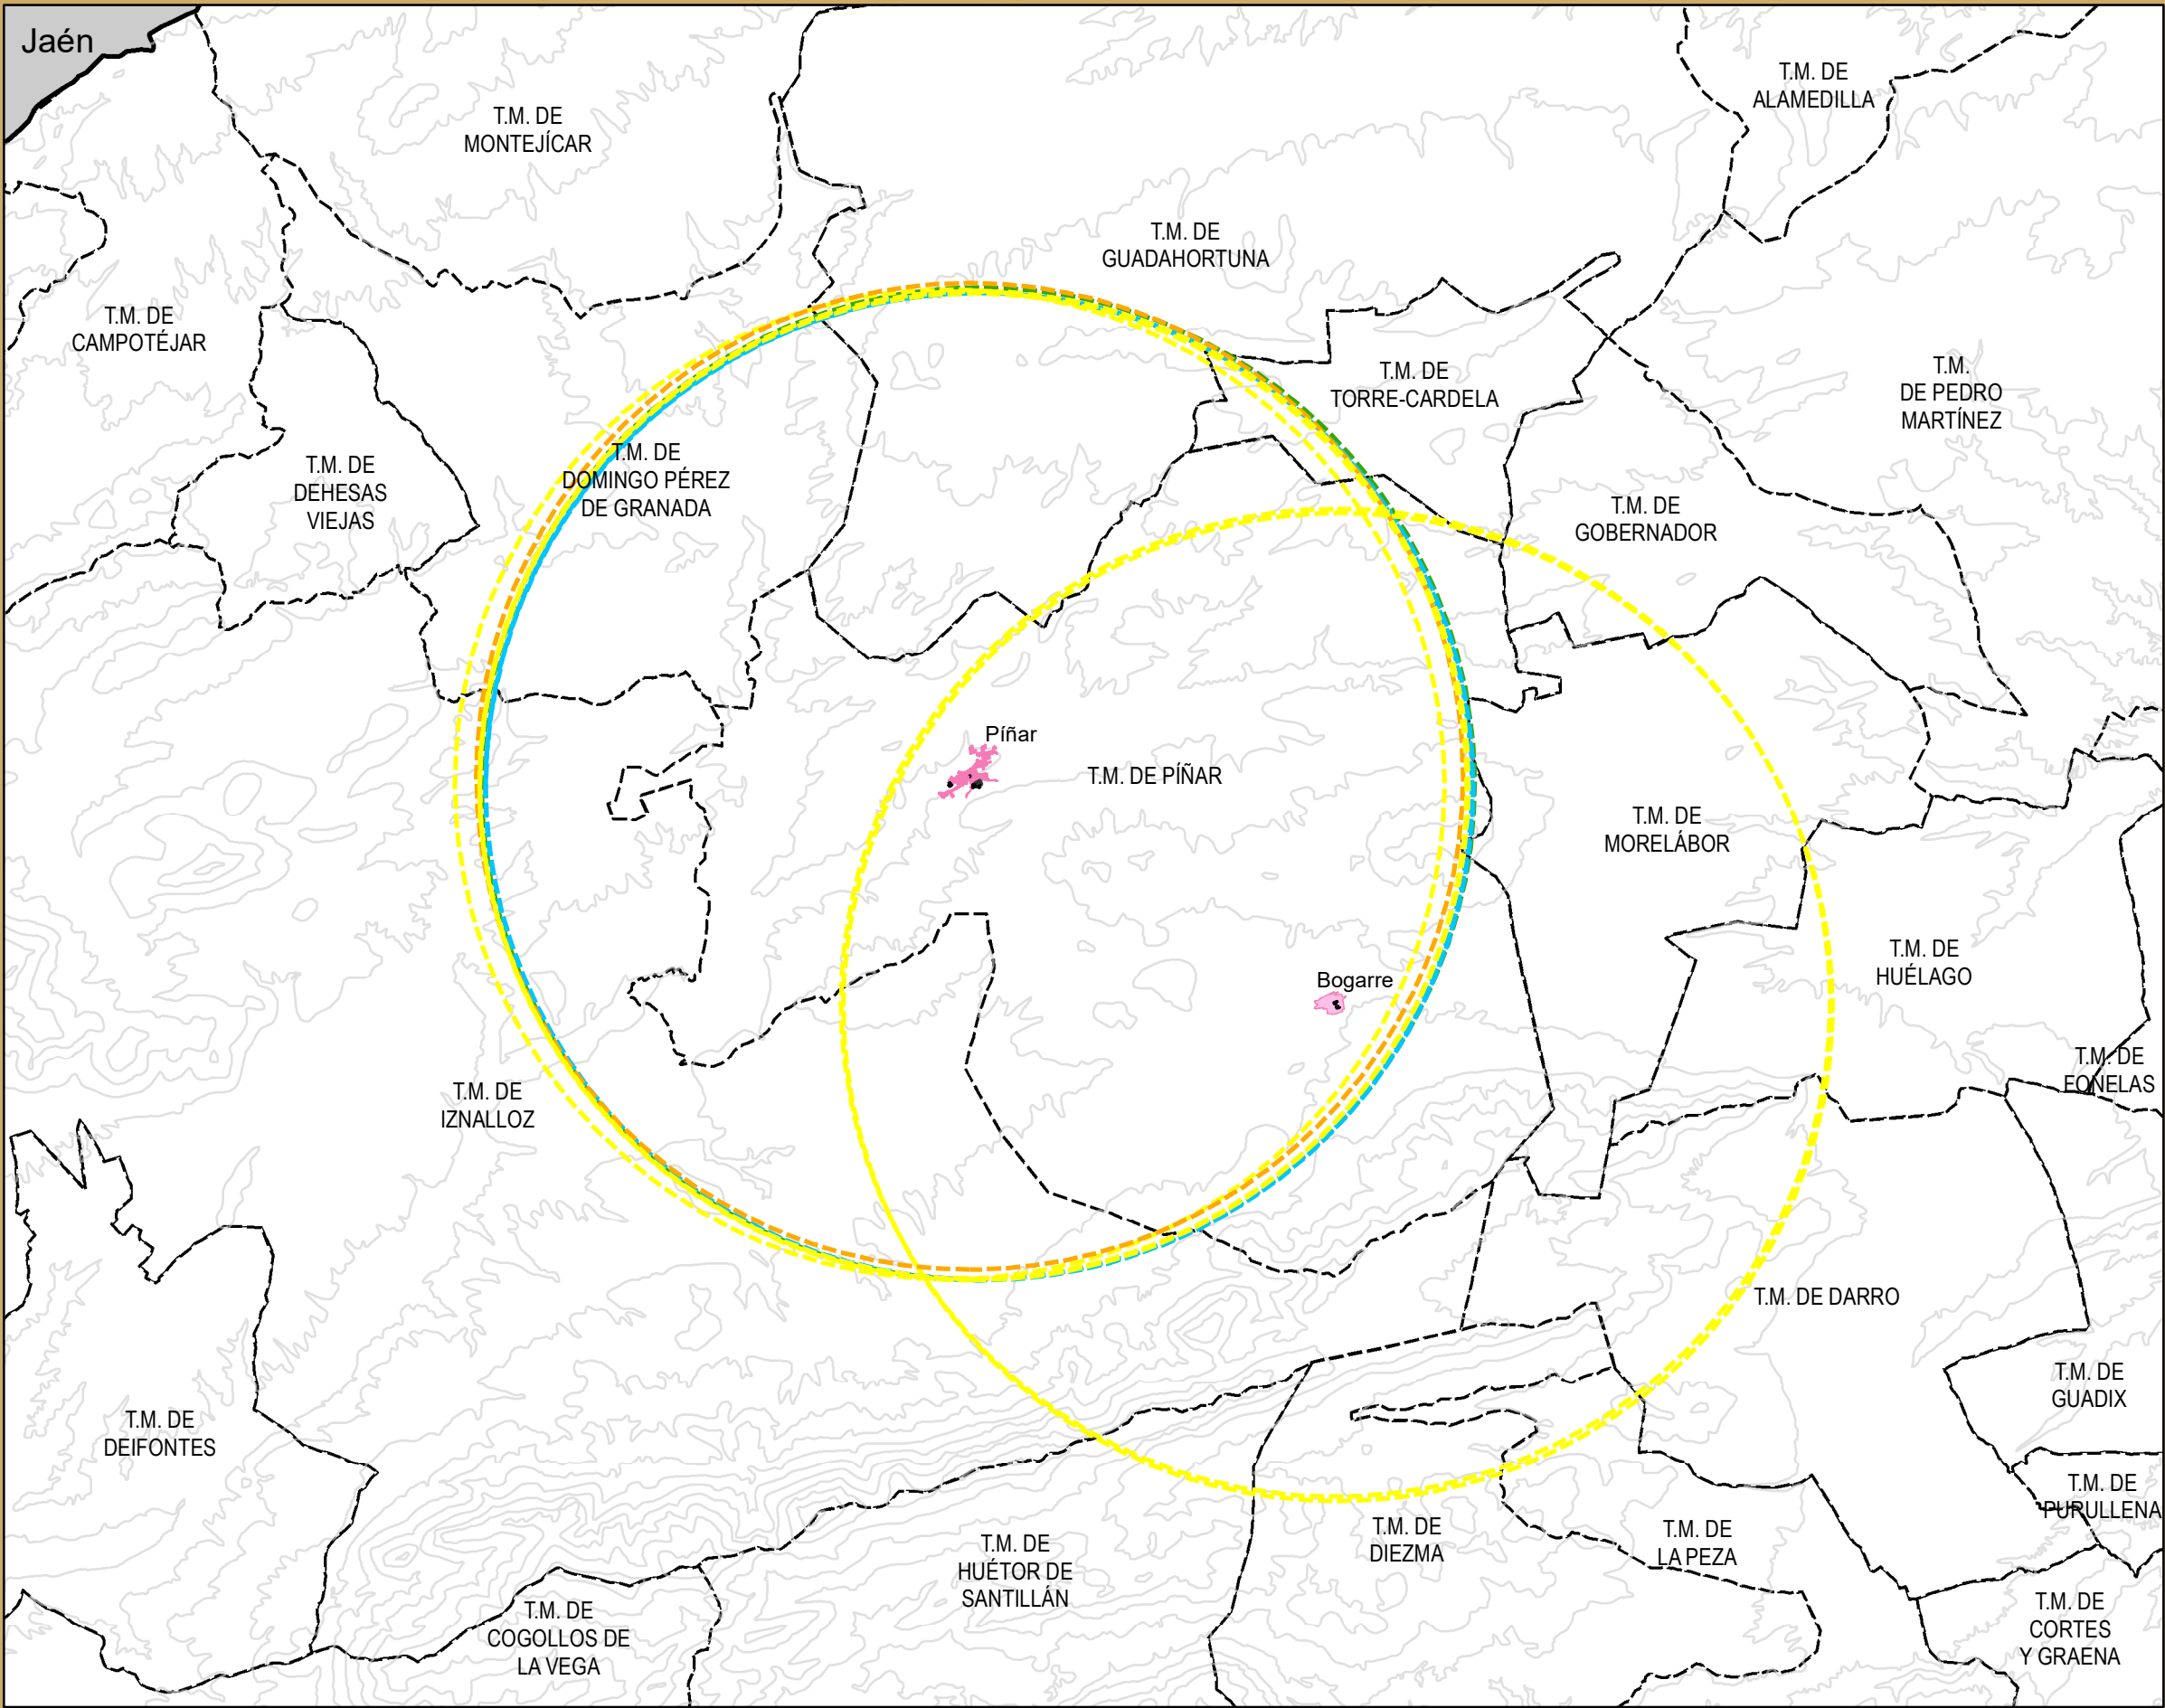 Jaén
T.M. DE
ALAMEDILLA
T.M. DE
MONTEJÍCAR
T.M. DE
GUADAHORTUNA
T.M. DE
CAMPOTÉJAR
T.M. DE
TORRE-CARDELA
T.M.
DE PEDRO
MARTÍNEZ
T.M. DE
DEHESAS
VIEJAS
T.M. DE
DOMINGO PÉREZ
DE GRANADA
T.M. DE
GOBERNADOR
Píñar
T.M. DE PÍÑAR
T.M. DE
MORELÁBOR
T.M. DE
HUÉLAGO
Bogarre
T.M. DE
FONELAS
T.M. DE
IZNALLOZ
T.M. DE DARRO
T.M. DE
GUADIX
T.M. DE
DEIFONTES
T.M. DE
PURULLENA
T.M. DE
DIEZMA
T.M. DE
LA PEZA
T.M. DE
HUÉTOR DE
SANTILLÁN
T.M. DE
COGOLLOS DE
LA VEGA
T.M. DE
CORTES
Y GRAENA